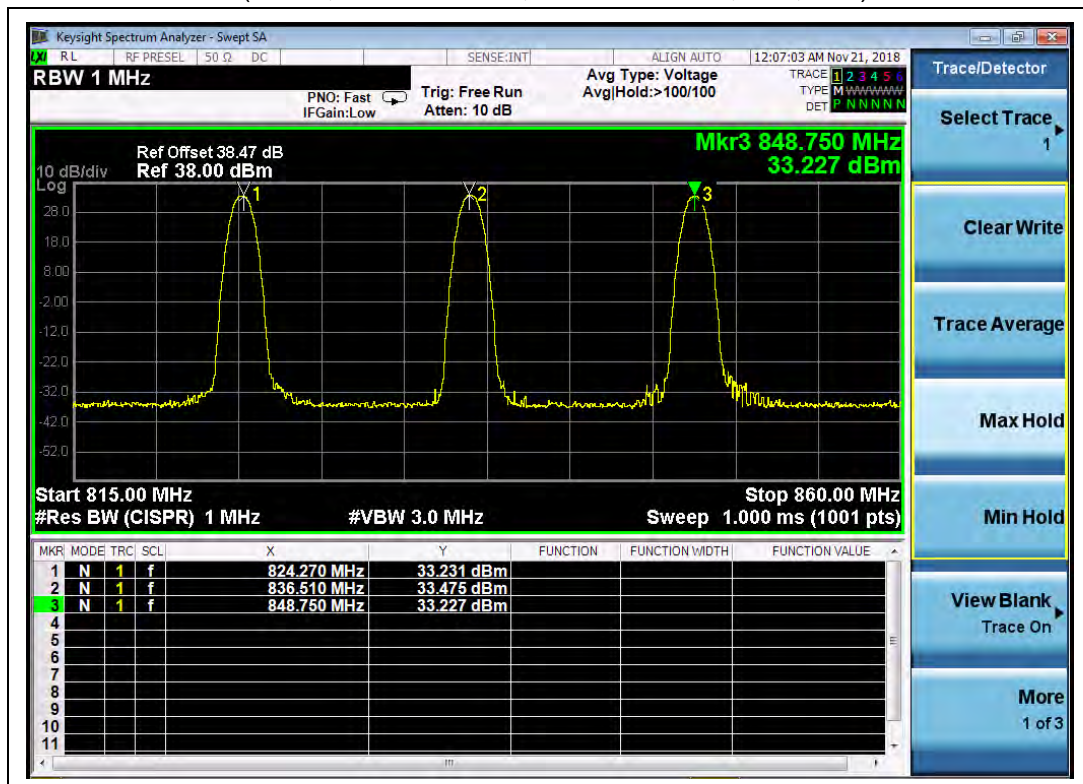 Keysight Spectrum Analyzer - Swept SA
LXI RL RF PRESEL 50 Ω DC SENSE:INT ALIGN AUTO 12:07:03 AM Nov 21, 2018
RBW 1 MHz
PNO: Fast
IFGain:Low
Trig: Free Run
Atten: 10 dB
Avg Type: Voltage
Avg|Hold:>100/100
TRACE 1 2 3 4 5 6
TYPE M WWWWW
DET P N N N N N
Mkr3 848.750 MHz
33.227 dBm
Ref Offset 38.47 dB
10 dB/div Ref 38.00 dBm
Log
1
2
3
28.0
18.0
8.00
-2.00
-12.0
-22.0
-32.0
-42.0
-52.0
Start 815.00 MHz Stop 860.00 MHz
#Res BW (CISPR) 1 MHz #VBW 3.0 MHz Sweep 1.000 ms (1001 pts)
MKR MODE TRC SCL X Y FUNCTION FUNCTION WIDTH FUNCTION VALUE
1 N 1 f 824.270 MHz 33.231 dBm
2 N 1 f 836.510 MHz 33.475 dBm
3 N 1 f 848.750 MHz 33.227 dBm
4
5
6
7
8
9
10
11
Trace/Detector
Select Trace
1
Clear Write
Trace Average
Max Hold
Min Hold
View Blank
Trace On
More
1 of 3